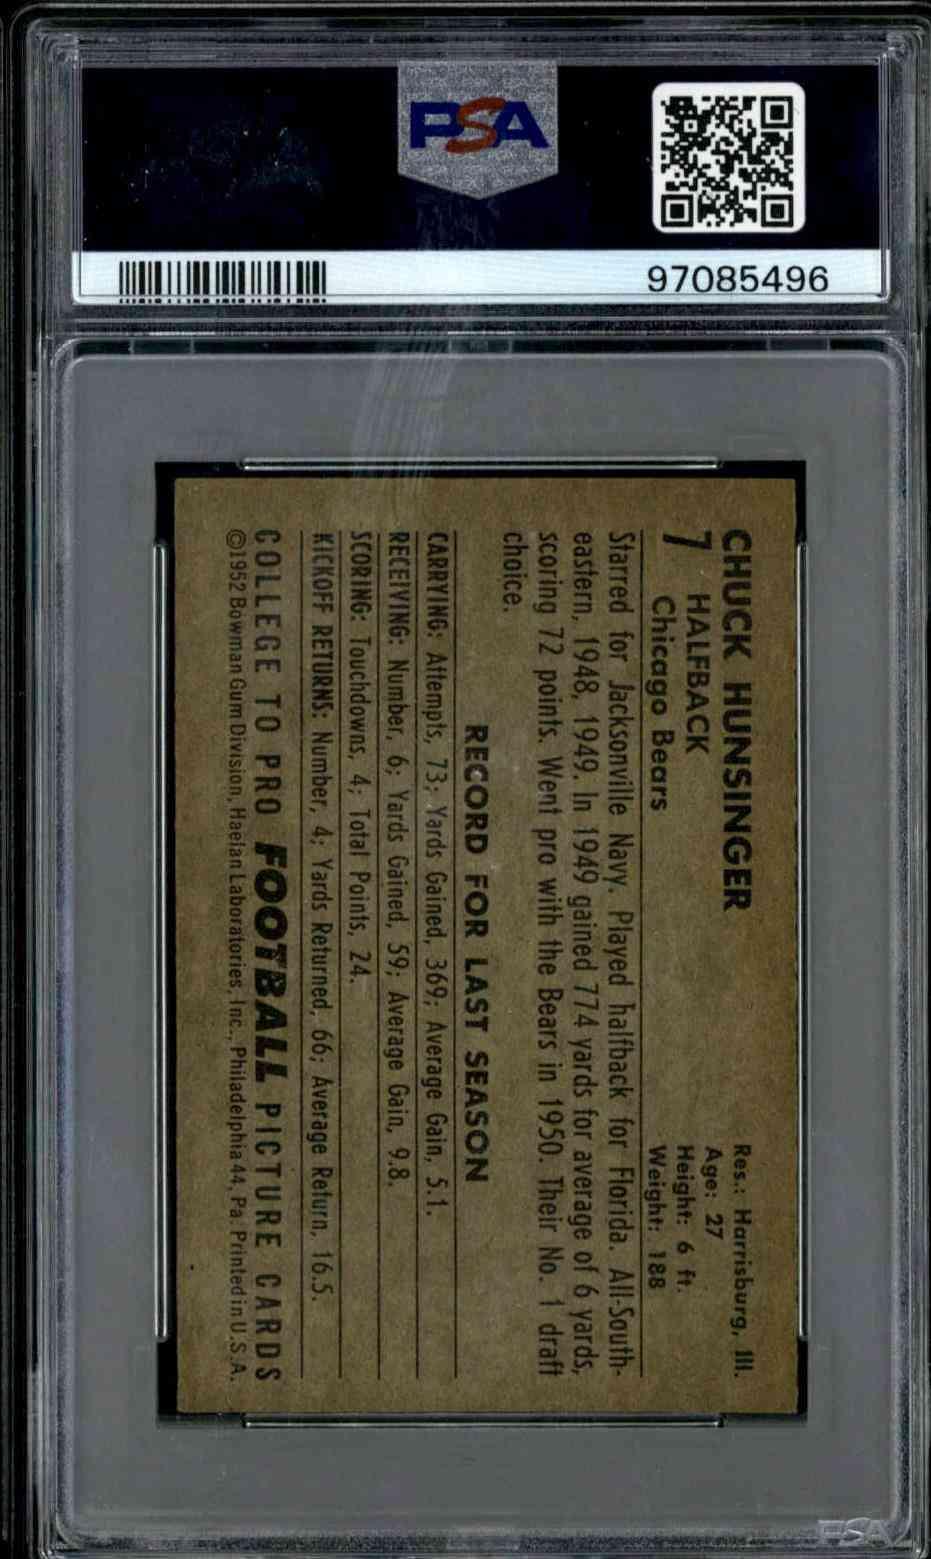 PSA
97085496
CHUCK HUNSINGER
7 HALFBACK
Chicago Bears
Res.: Harrisburg, Ill.
Age: 27
Height: 6 ft.
Weight: 188
Starred for Jacksonville Navy. Played halfback for Florida. All-South-
eastern, 1948, 1949. In 1949 gained 774 yards for average of 6 yards,
scoring 72 points. Went pro with the Bears in 1950. Their No. 1 draft
choice.
RECORD FOR LAST SEASON
CARRYING: Attempts, 73; Yards Gained, 369; Average Gain, 5.1.
RECEIVING: Number, 6; Yards Gained, 59; Average Gain, 9.8.
SCORING: Touchdowns, 4; Total Points, 24.
KICKOFF RETURNS: Number, 4; Yards Returned, 66; Average Return, 16.5.
COLLEGE TO PRO FOOTBALL PICTURE CARDS
©1952 Bowman Gum Division, Haelan Laboratories, Inc., Philadelphia 44, Pa. Printed in U.S.A.
PSA